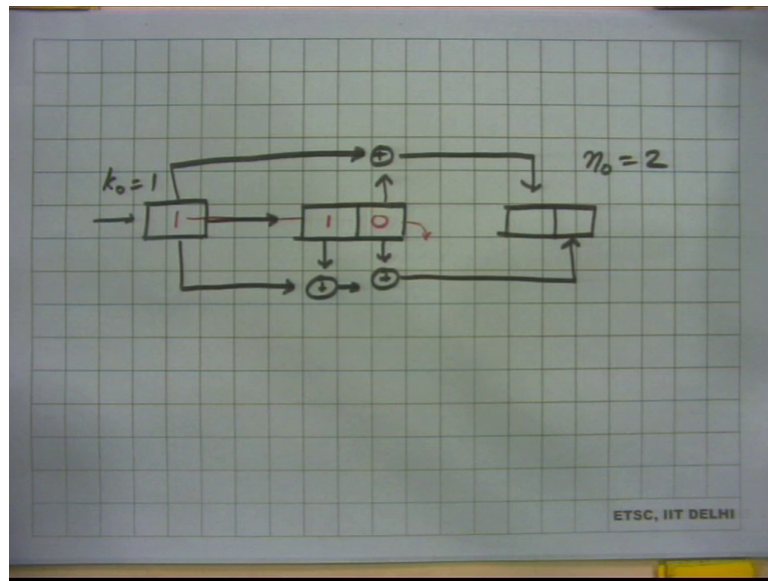 k₀ = 1
n₀ = 2
+
1
1 0
+ +
ETSC, IIT DELHI